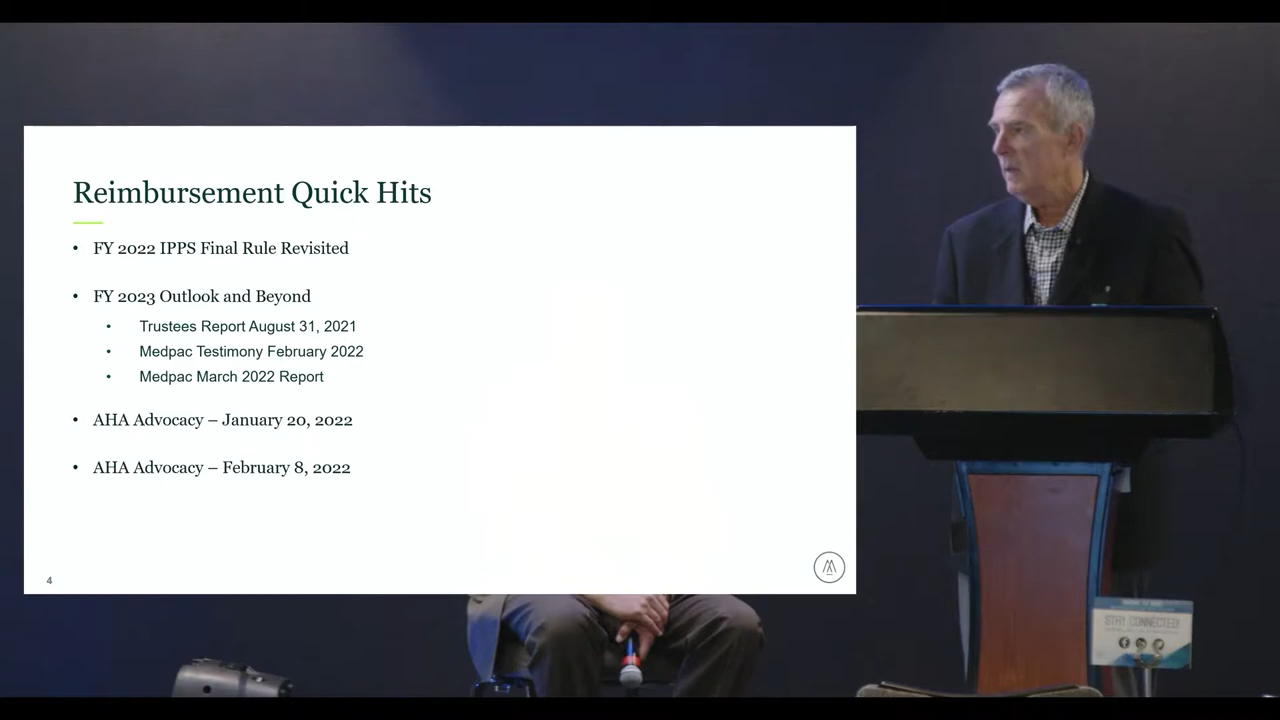 Reimbursement Quick Hits
• FY 2022 IPPS Final Rule Revisited
• FY 2023 Outlook and Beyond
• Trustees Report August 31, 2021
• Medpac Testimony February 2022
• Medpac March 2022 Report
• AHA Advocacy – January 20, 2022
• AHA Advocacy – February 8, 2022
4
STAY CONNECTED!